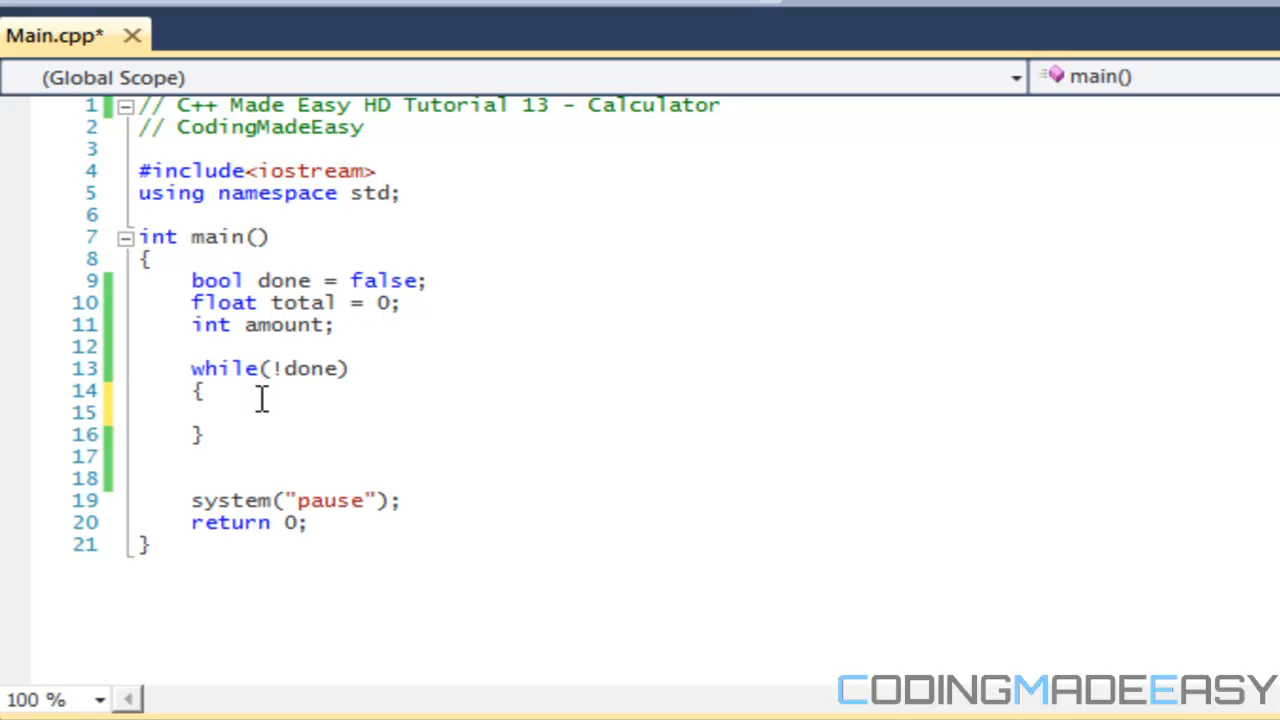 Main.cpp*
(Global Scope) main()
1 // C++ Made Easy HD Tutorial 13 - Calculator
2 // CodingMadeEasy
3
4 #include<iostream>
5 using namespace std;
6
7 int main()
8 {
9 bool done = false;
10 float total = 0;
11 int amount;
12
13 while(!done)
14 {
15
16 }
17
18
19 system("pause");
20 return 0;
21 }
100 %
CODINGMADEEASY